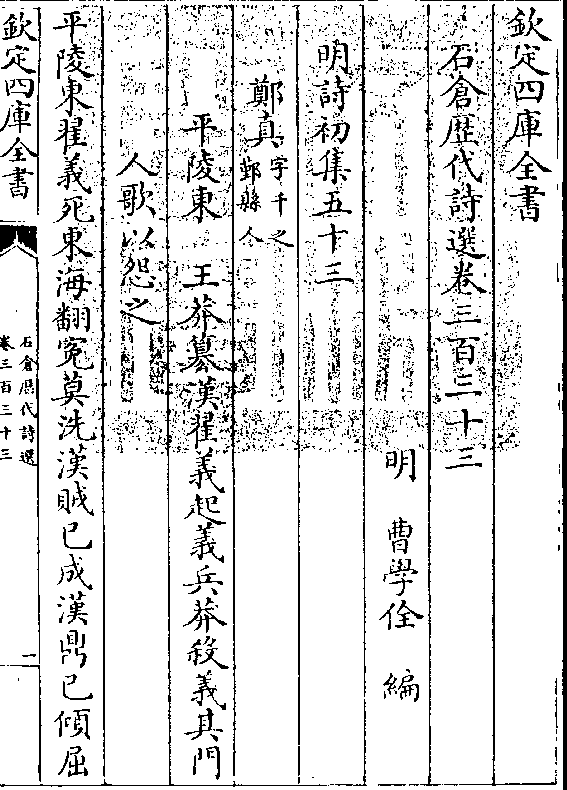 欽定四庫全書
石倉歴代詩選巻三百三十三
明 曹學佺 編
明詩初集五十三
鄭真字千之鄞縣人
平陵東 王莽簒漢翟義起義兵莽殺義其門
人歌以怨之
平陵東翟義死東海翻寃莫洗漢賊已成漢鼎已傾屈
欽定四庫全書
石倉歴代詩選
巻三百三十三
一